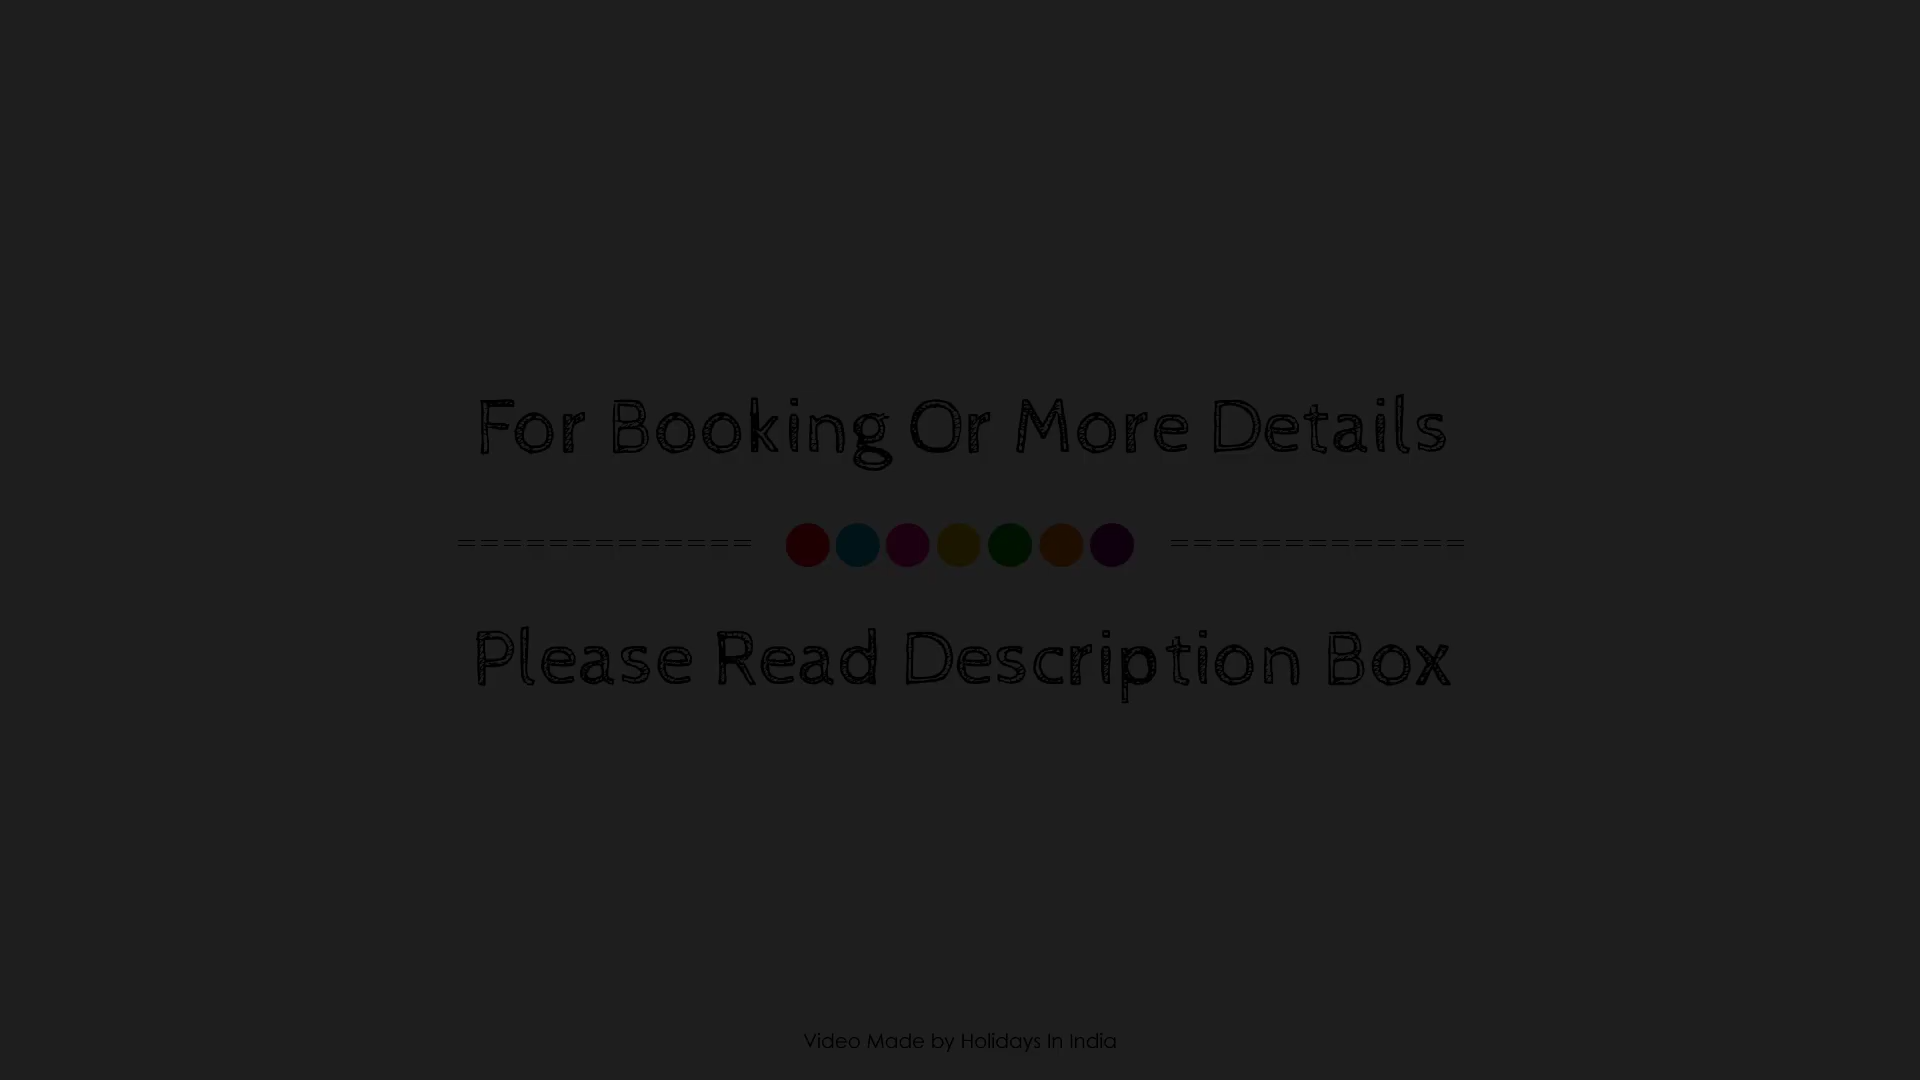 For Booking Or More Details
============= =============
Please Read Description Box
Video Made by Holidays In India